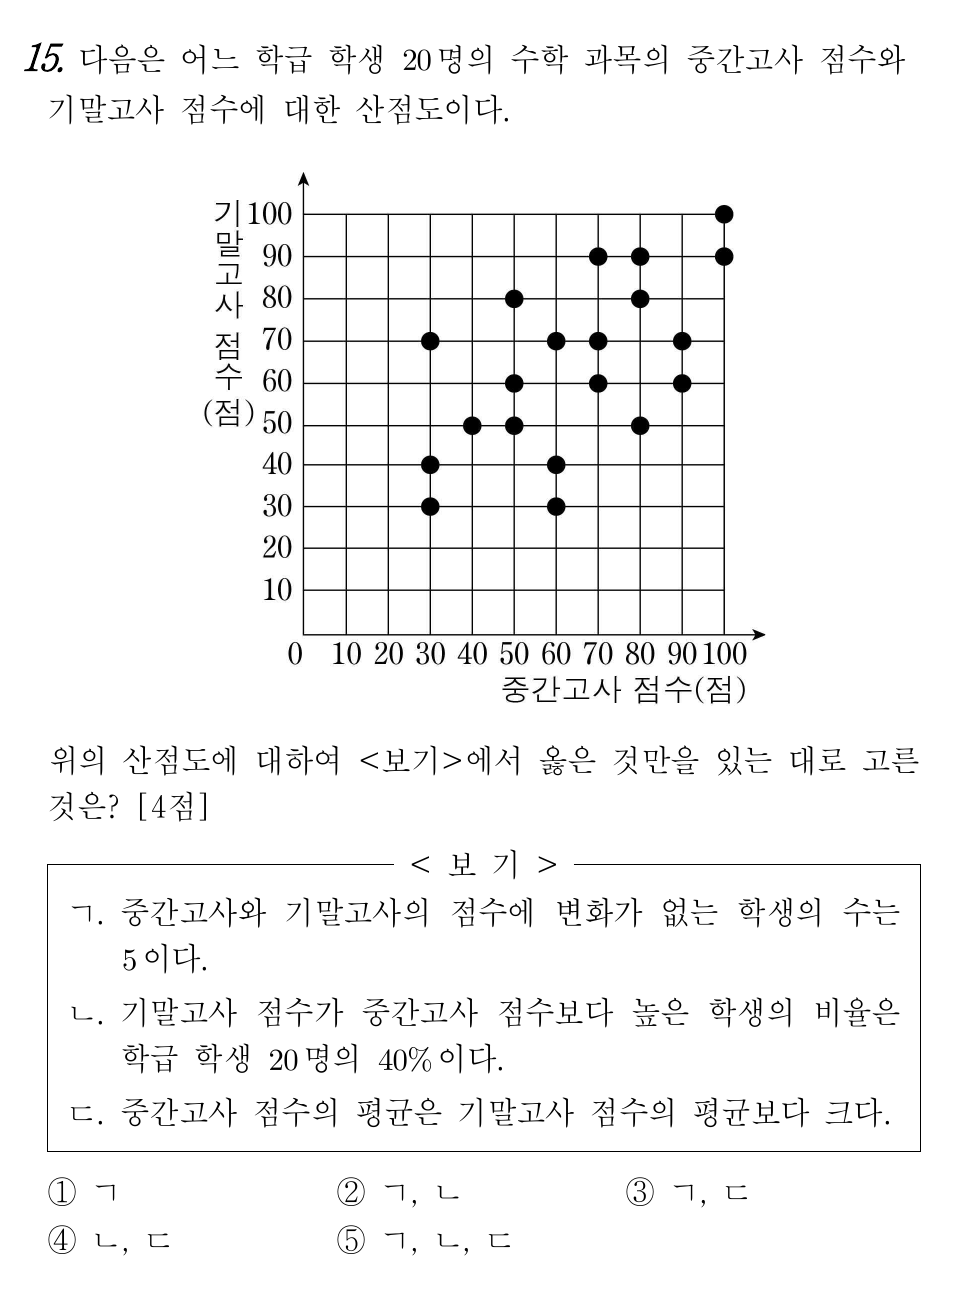 15. 다음은 어느 학급 학생 20명의 수학 과목의 중간고사 점수와
기말고사 점수에 대한 산점도이다.
기말고사 점수(점)
100
90
80
70
60
50
40
30
20
10
0 10 20 30 40 50 60 70 80 90 100
중간고사 점수(점)
위의 산점도에 대하여 <보기>에서 옳은 것만을 있는 대로 고른
것은? [4점]
< 보 기 >
ㄱ. 중간고사와 기말고사의 점수에 변화가 없는 학생의 수는
5이다.
ㄴ. 기말고사 점수가 중간고사 점수보다 높은 학생의 비율은
학급 학생 20명의 40%이다.
ㄷ. 중간고사 점수의 평균은 기말고사 점수의 평균보다 크다.
① ㄱ ② ㄱ, ㄴ ③ ㄱ, ㄷ
④ ㄴ, ㄷ ⑤ ㄱ, ㄴ, ㄷ